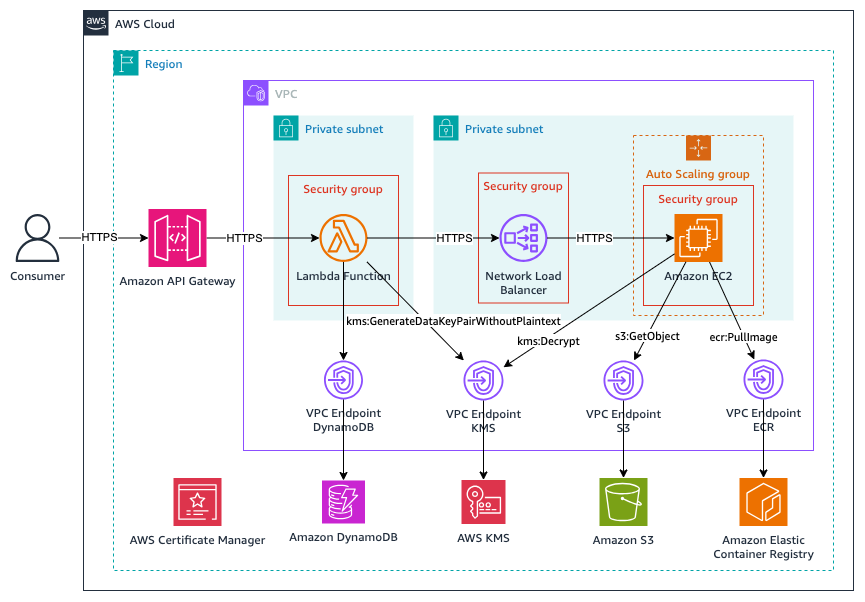 aws
AWS Cloud
Region
VPC
Private subnet
Private subnet
Auto Scaling group
Security group
Security group
Security group
HTTPS
HTTPS
HTTPS
HTTPS
Consumer
Amazon API Gateway
Lambda Function
Network Load
Balancer
Amazon EC2
kms:GenerateDataKeyPairWithoutPlaintext
kms:Decrypt
s3:GetObject
ecr:PullImage
VPC Endpoint
DynamoDB
VPC Endpoint
KMS
VPC Endpoint
S3
VPC Endpoint
ECR
AWS Certificate Manager
Amazon DynamoDB
AWS KMS
Amazon S3
Amazon Elastic
Container Registry